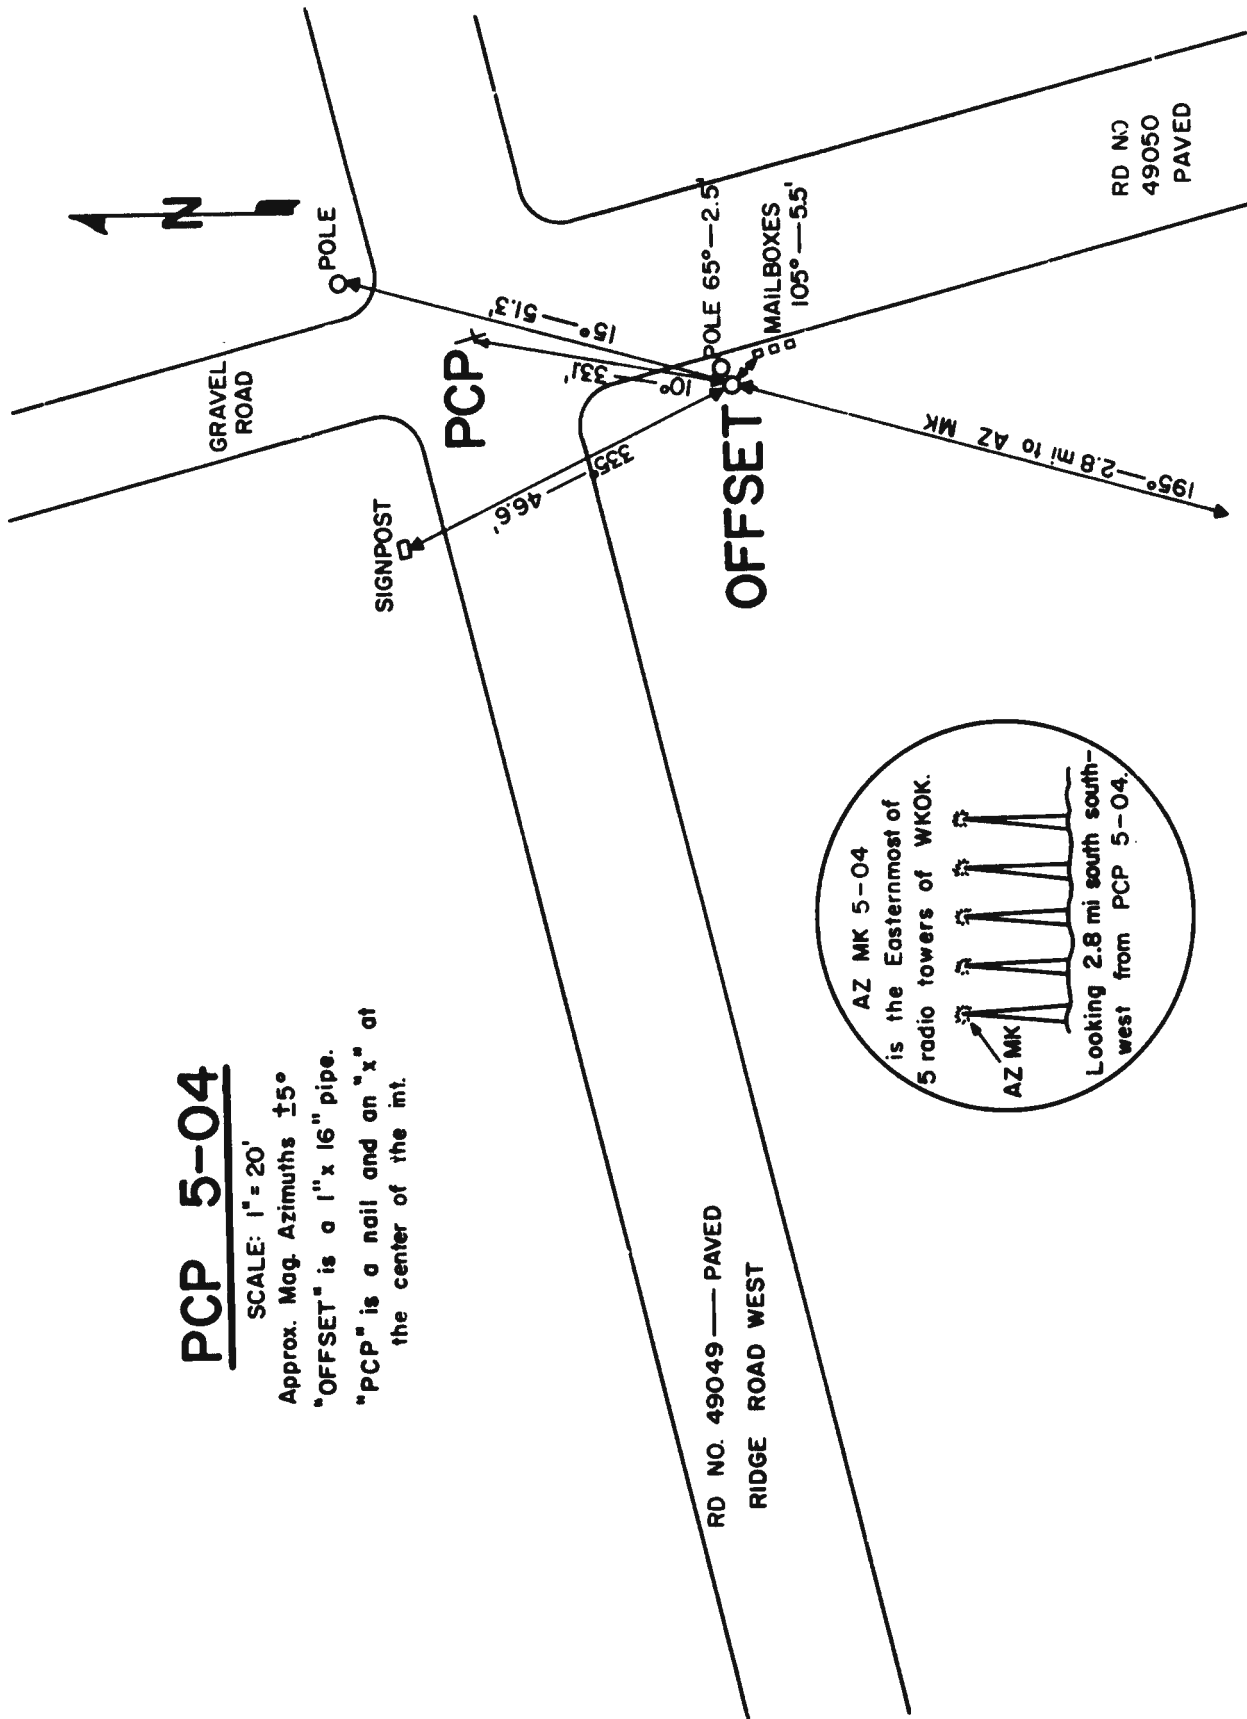 PCP 5-04
SCALE: 1"= 20'
Approx. Mag. Azimuths ±5°
"OFFSET" is a 1" x 16" pipe.
"PCP" is a nail and an "x" at
the center of the int.
N
POLE
GRAVEL
ROAD
PCP
SIGNPOST
15° — 51.3'
10° — 33.1'
335° — 46.6'
POLE 65°—2.5'
MAILBOXES
105°—5.5'
OFFSET
195°—2.8 mi to AZ MK
RD NO
49050
PAVED
RD NO. 49049 — PAVED
RIDGE ROAD WEST
AZ MK 5-04
is the Easternmost of
5 radio towers of WKOK.
AZ MK
Looking 2.8 mi south south-
west from PCP 5-04.